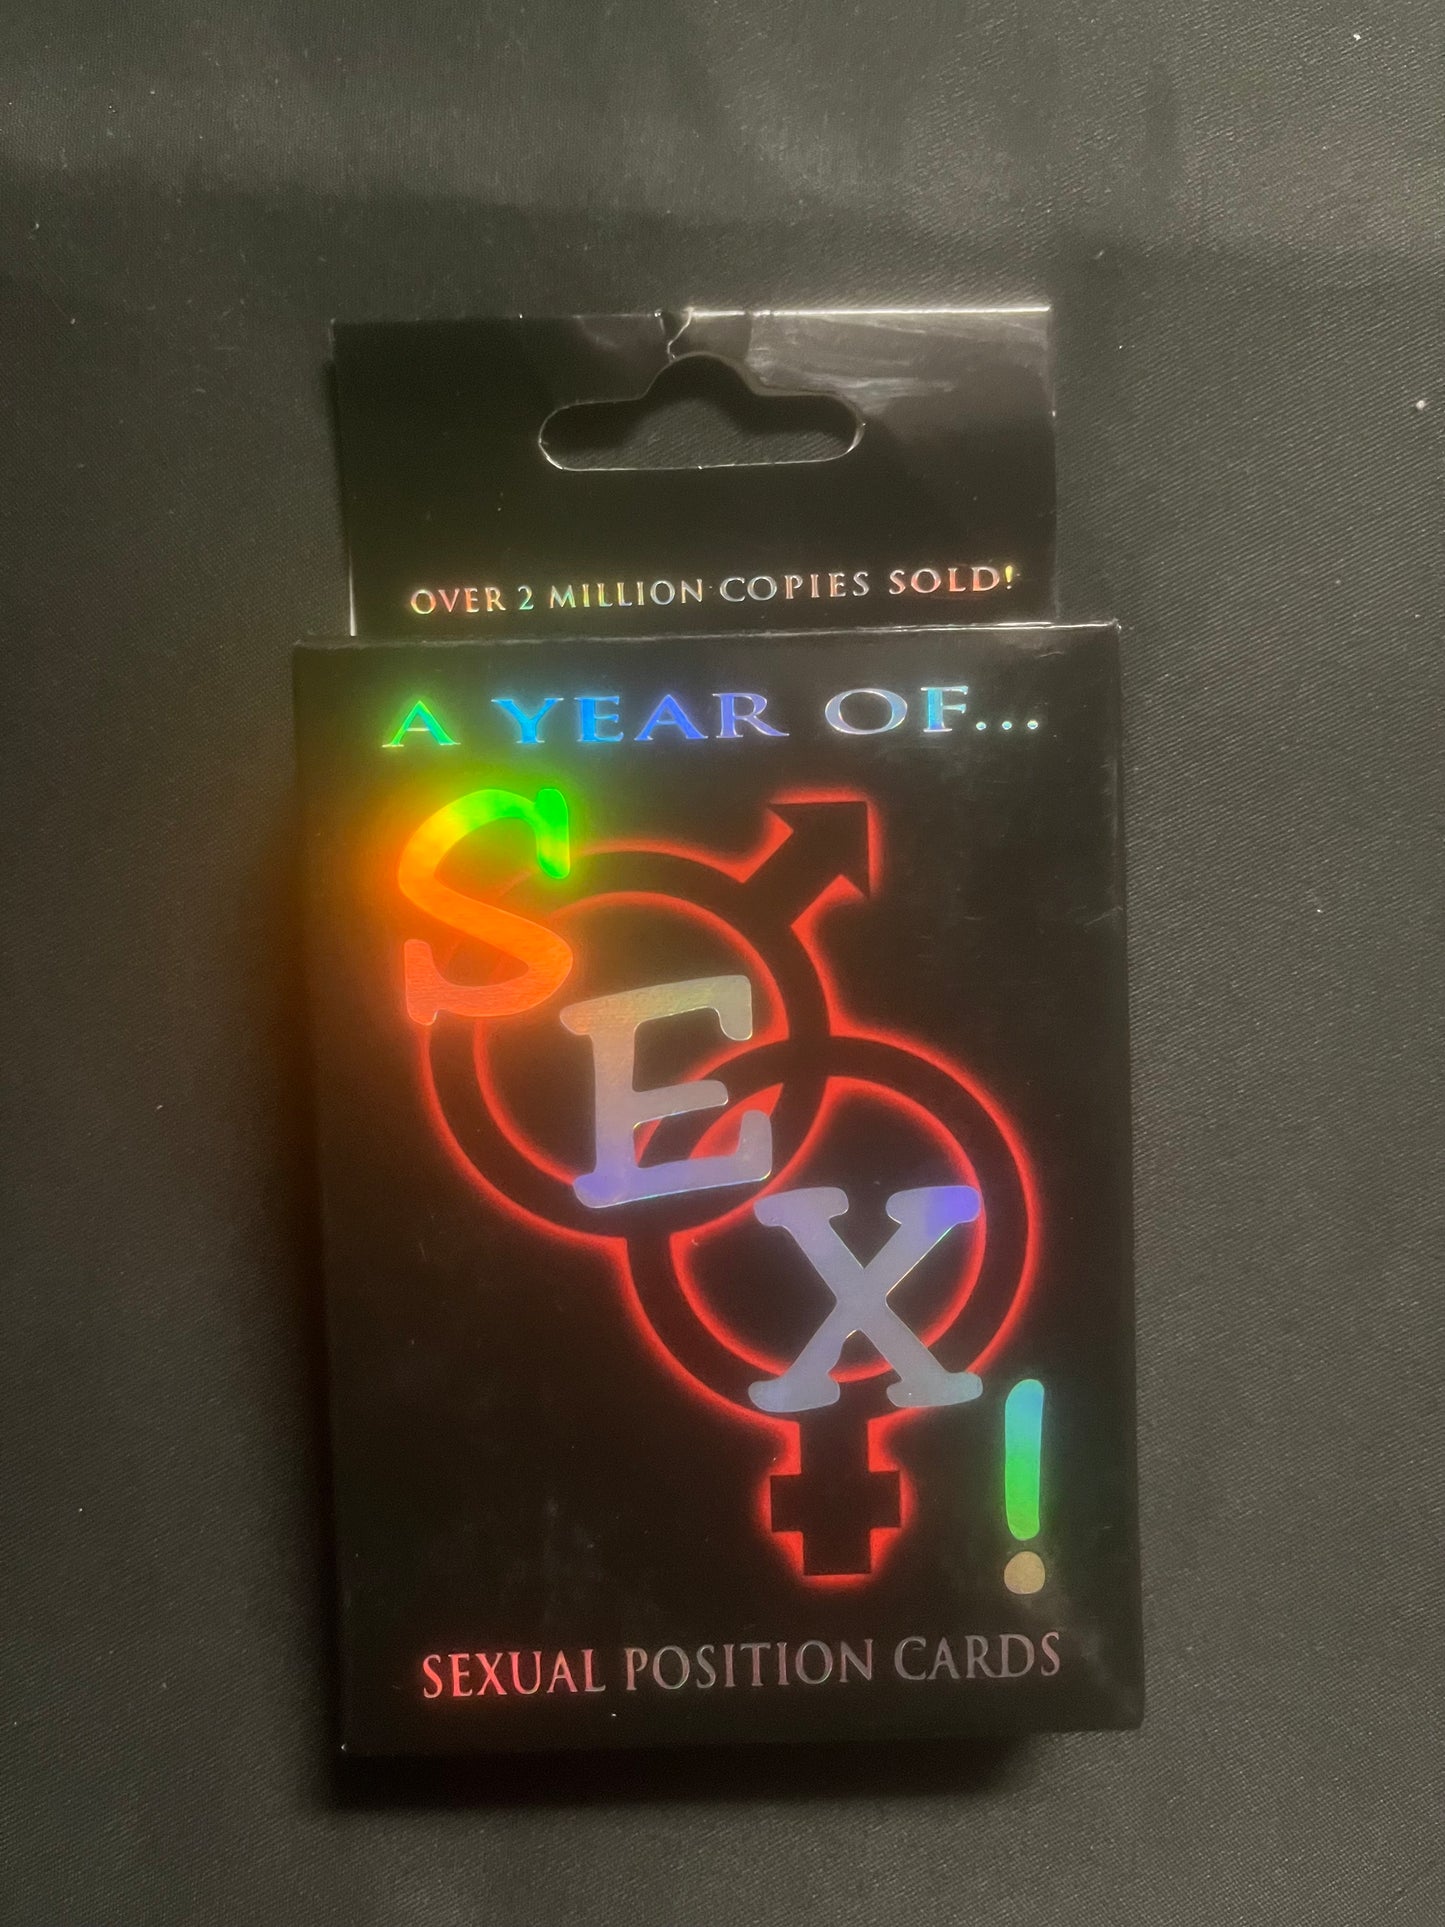 OVER 2 MILLION COPIES SOLD!
A YEAR OF...
SEX!
SEXUAL POSITION CARDS